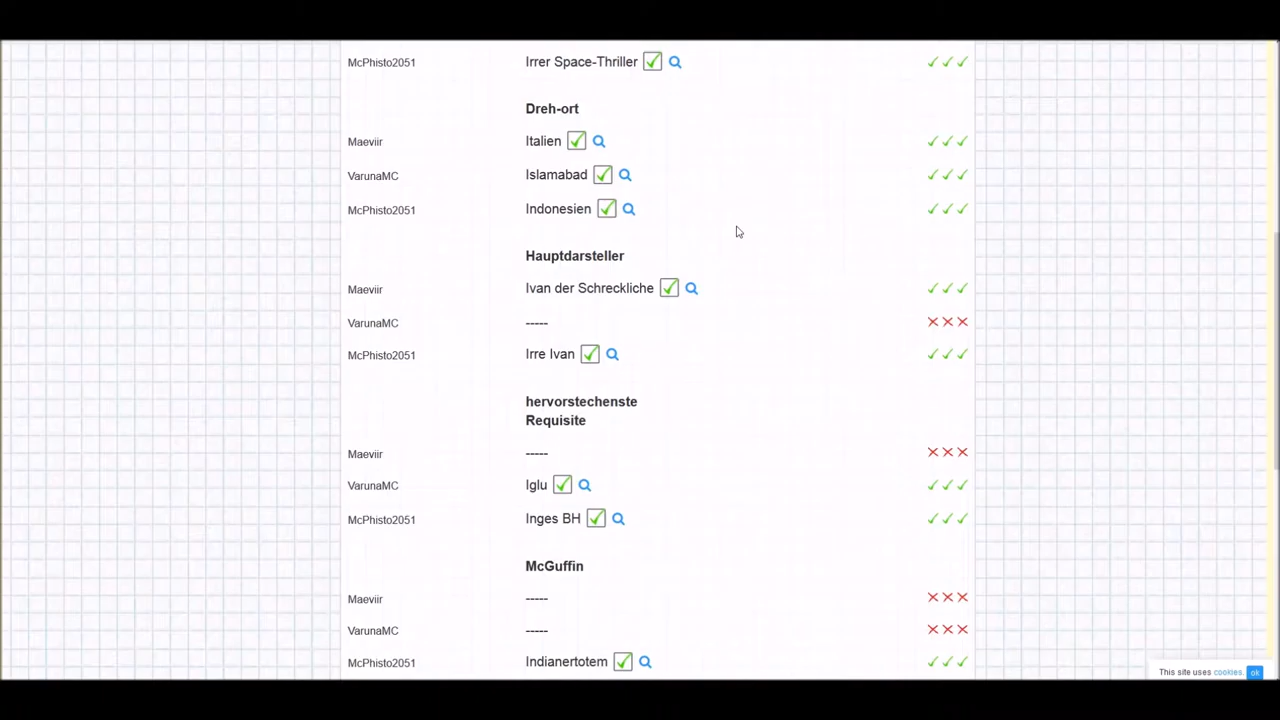 McPhisto2051 Irrer Space-Thriller
Dreh-ort
Maeviir Italien
VarunaMC Islamabad
McPhisto2051 Indonesien
Hauptdarsteller
Maeviir Ivan der Schreckliche
VarunaMC -----
McPhisto2051 Irre Ivan
hervorstechenste
Requisite
Maeviir -----
VarunaMC Iglu
McPhisto2051 Inges BH
McGuffin
Maeviir -----
VarunaMC -----
McPhisto2051 Indianertotem
This site uses cookies. ok